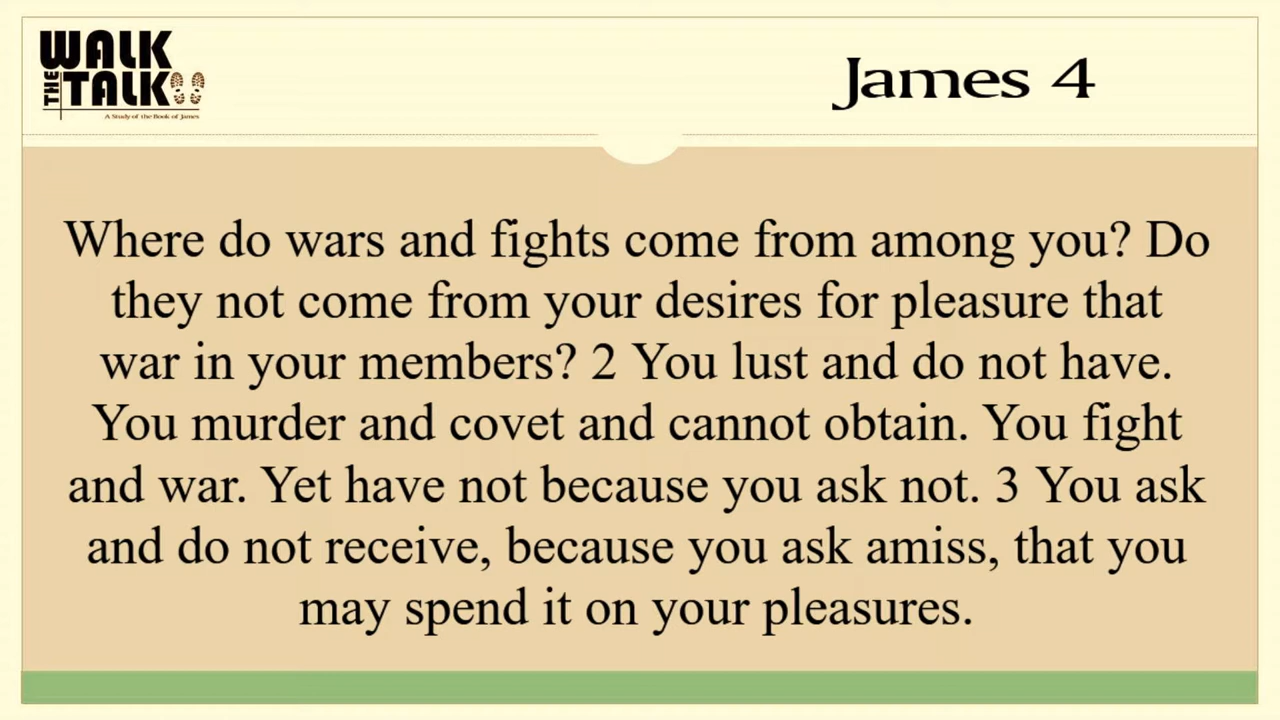 WALK
THE
TALK
A Study of the Book of James
James 4
Where do wars and fights come from among you? Do
they not come from your desires for pleasure that
war in your members? 2 You lust and do not have.
You murder and covet and cannot obtain. You fight
and war. Yet have not because you ask not. 3 You ask
and do not receive, because you ask amiss, that you
may spend it on your pleasures.